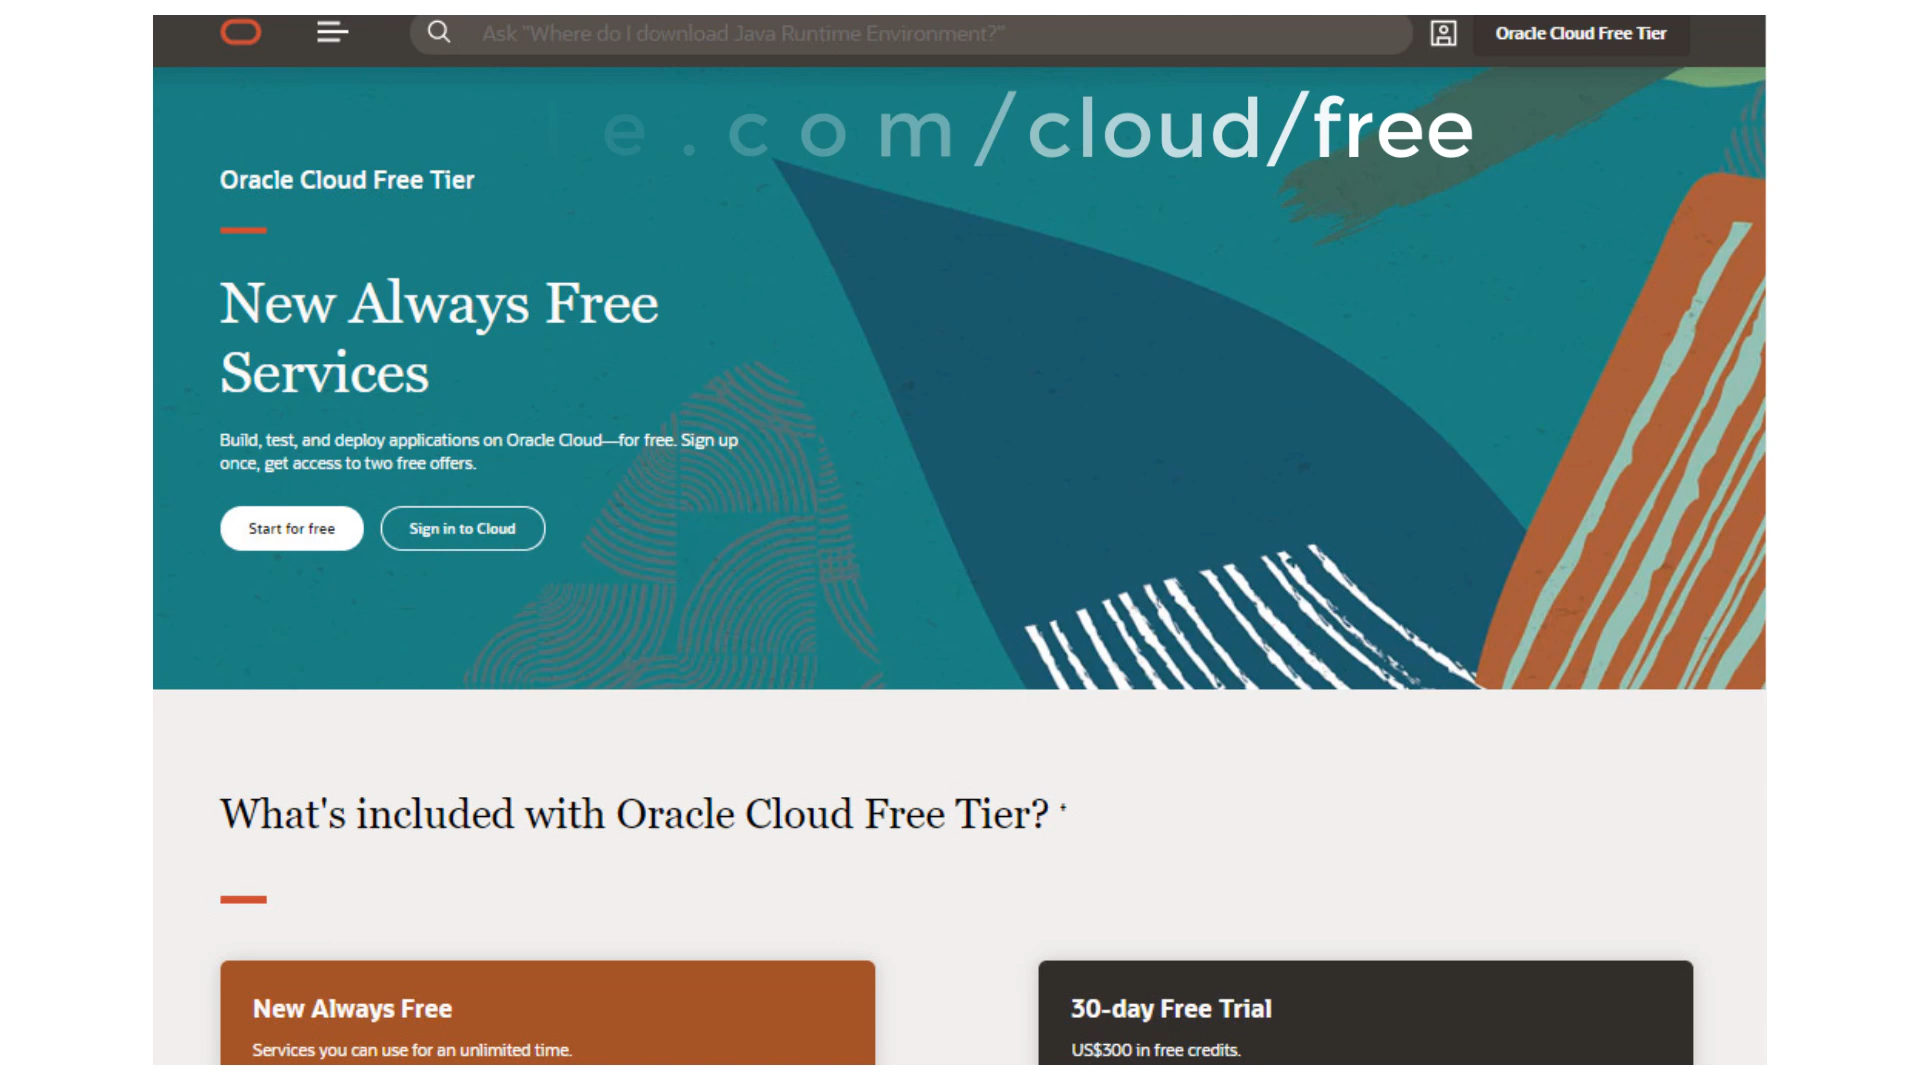 Ask "Where do I download Java Runtime Environment?"
Oracle Cloud Free Tier
le.com/cloud/free
Oracle Cloud Free Tier
New Always Free
Services
Build, test, and deploy applications on Oracle Cloud—for free. Sign up
once, get access to two free offers.
Start for free
Sign in to Cloud
What's included with Oracle Cloud Free Tier? +
New Always Free
Services you can use for an unlimited time.
30-day Free Trial
US$300 in free credits.